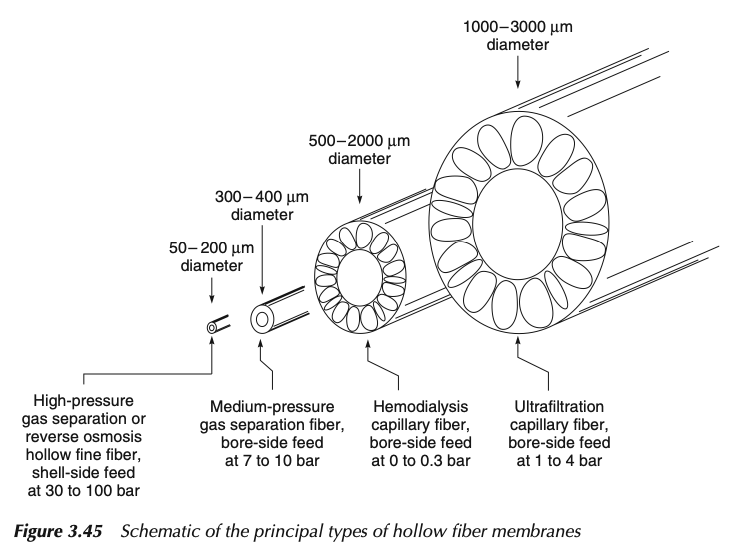 1000–3000 μm
diameter
500–2000 μm
diameter
300–400 μm
diameter
50–200 μm
diameter
High-pressure
gas separation or
reverse osmosis
hollow fine fiber,
shell-side feed
at 30 to 100 bar
Medium-pressure
gas separation fiber,
bore-side feed
at 7 to 10 bar
Hemodialysis
capillary fiber,
bore-side feed
at 0 to 0.3 bar
Ultrafiltration
capillary fiber,
bore-side feed
at 1 to 4 bar
Figure 3.45 Schematic of the principal types of hollow fiber membranes